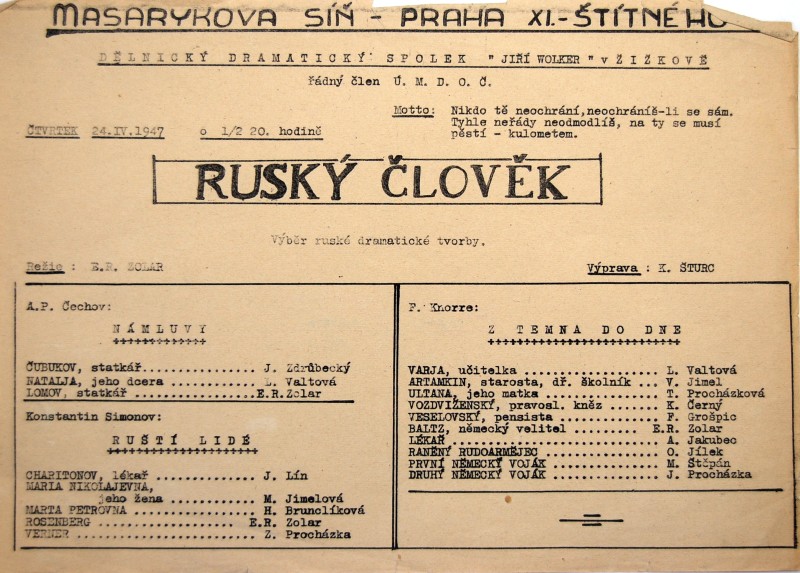 MASARYKOVA SÍŇ - PRAHA XI.- ŠTÍTNÉHO
DĚLNICKÝ DRAMATICKÝ SPOLEK "JIŘÍ WOLKER" v ŽIŽKOVĚ
řádný člen Ú. M. D. O. Č.
Motto: Nikdo tě neochrání, neochráníš-li se sám.
Tyhle neřády neodmodlíš, na ty se musí
pěstí - kulometem.
ČTVRTEK 24.IV.1947 o 1/2 20. hodině
RUSKÝ ČLOVĚK
Výběr ruské dramatické tvorby.
Režie : E.R. ZOLAR
Výprava : K. ŠTURC
A.P. Čechov:
NÁMLUVY
ČUBUKOV, statkář.................. J. Zdrůbecký
NATALJA, jeho dcera ............ L. Valtová
LOMOV, statkář ..................E.R.Zolar
Konstantin Simonov:
RUŠTÍ LIDÉ
CHARITONOV, lékař ............. J. Lín
MARIA NIKOLAJEVNA,
jeho žena ........... M. Jimelová
MARTA PETROVNA ................ H. Brunclíková
ROSENBERG .................... E.R. Zolar
VERNER ....................... Z. Procházka
F. Knorre:
Z TEMNA DO DNE
VARJA, učitelka .................. L. Valtová
ARTAMKIN, starosta, dř. školník ... V. Jimel
ULTANA, jeho matka ............... T. Procházková
VOZDVIŽENSKÝ, pravosl. kněz ....... K. Černý
VESELOVSKÝ, pensista .............. F. Grošpic
BALTZ, německý velitel .......... E.R. Zolar
LÉKAŘ ............................. A. Jakubec
RANĚNÝ RUDOARMĚJEC ................ O. Jílek
PRVNÍ NĚMECKÝ VOJÁK ............... M. Štěpán
DRUHÝ NĚMECKÝ VOJÁK ............... J. Procházka